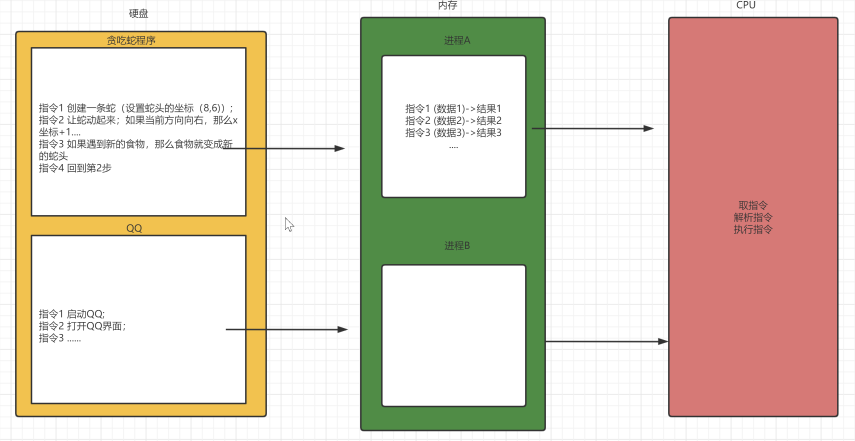 硬盘
内存
CPU
贪吃蛇程序
指令1 创建一条蛇（设置蛇头的坐标（8,6））;
指令2 让蛇动起来；如果当前方向向右，那么x
坐标+1....
指令3 如果遇到新的食物，那么食物就变成新
的蛇头
指令4 回到第2步
QQ
指令1 启动QQ;
指令2 打开QQ界面；
指令3 ......
进程A
指令1 (数据1)->结果1
指令2 (数据2)->结果2
指令3 (数据3)->结果3
....
进程B
取指令
解析指令
执行指令